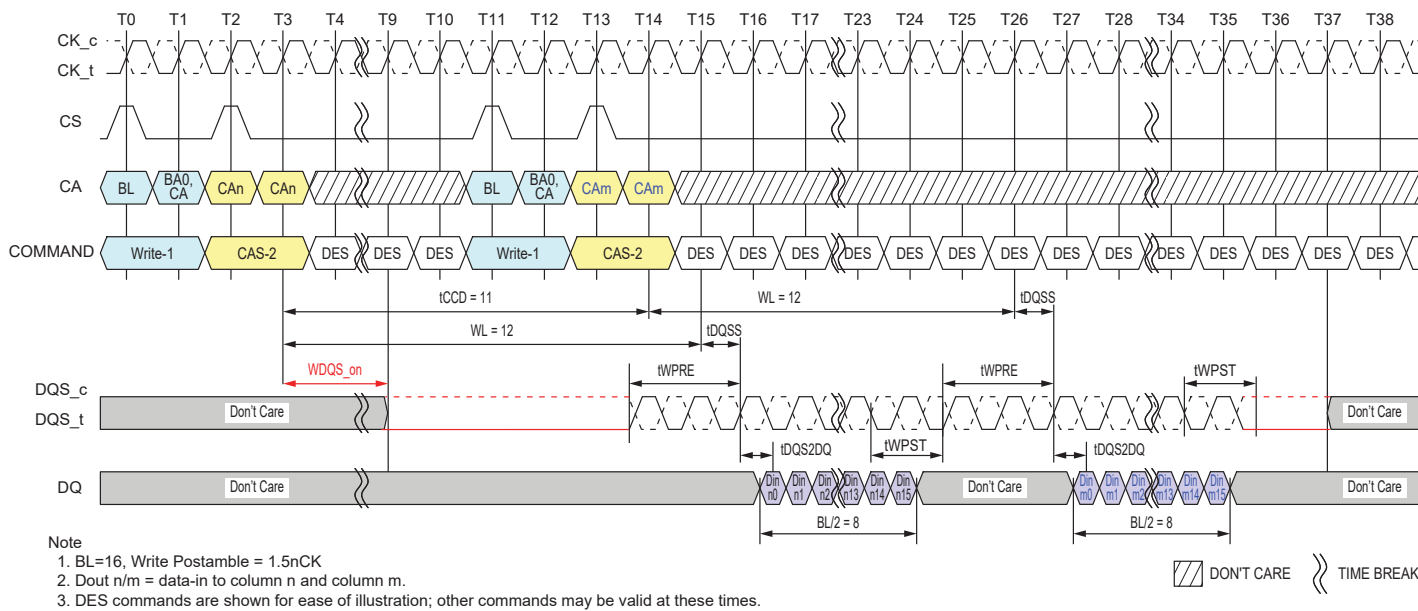 T0 T1 T2 T3 T4 T9 T10 T11 T12 T13 T14 T15 T16 T17 T23 T24 T25 T26 T27 T28 T34 T35 T36 T37 T38
CK_c
CK_t
CS
CA BL BA0, CA CAn CAn BL BA0, CA CAm CAm
COMMAND Write-1 CAS-2 DES DES DES Write-1 CAS-2 DES DES DES DES DES DES DES DES DES DES DES DES DES DES
tCCD = 11 WL = 12 tDQSS
WL = 12 tDQSS
WDQS_on tWPRE tWPRE tWPST
DQS_c
DQS_t Don't Care Don't Care
tDQS2DQ tWPST tDQS2DQ
DQ Don't Care Din n0 Din n1 Din n2 Din n13 Din n14 Din n15 Don't Care Din m0 Din m1 Din m2 Din m13 Din m14 Din m15 Don't Care
BL/2 = 8 BL/2 = 8
Note
1. BL=16, Write Postamble = 1.5nCK
2. Dout n/m = data-in to column n and column m.
3. DES commands are shown for ease of illustration; other commands may be valid at these times.
DON'T CARE TIME BREAK